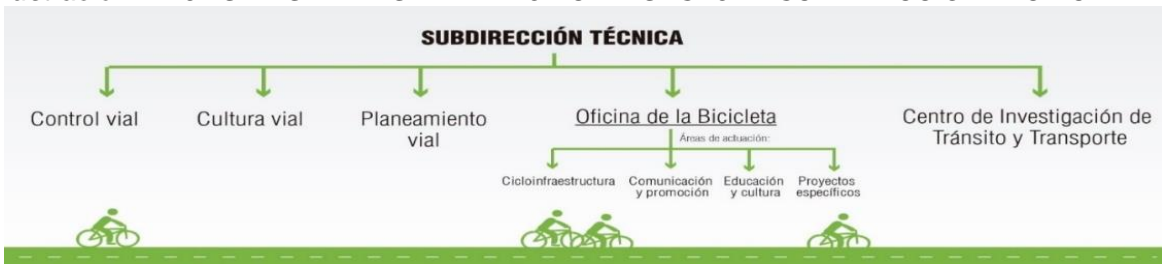 SUBDIRECCIÓN TÉCNICA
Control vial
Cultura vial
Planeamiento
vial
Oficina de la Bicicleta
Áreas de actuación:
Cicloinfraestructura
Comunicación
y promoción
Educación
y cultura
Proyectos
específicos
Centro de Investigación de
Tránsito y Transporte